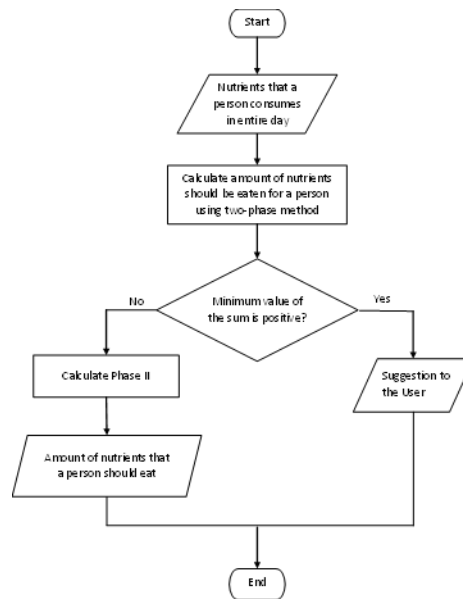 Start
Nutrients that a
person consumes
in entire day
Calculate amount of nutrients
should be eaten for a person
using two-phase method
Minimum value of
the sum is positive?
No
Yes
Calculate Phase II
Suggestion to
the User
Amount of nutrients that
a person should eat
End